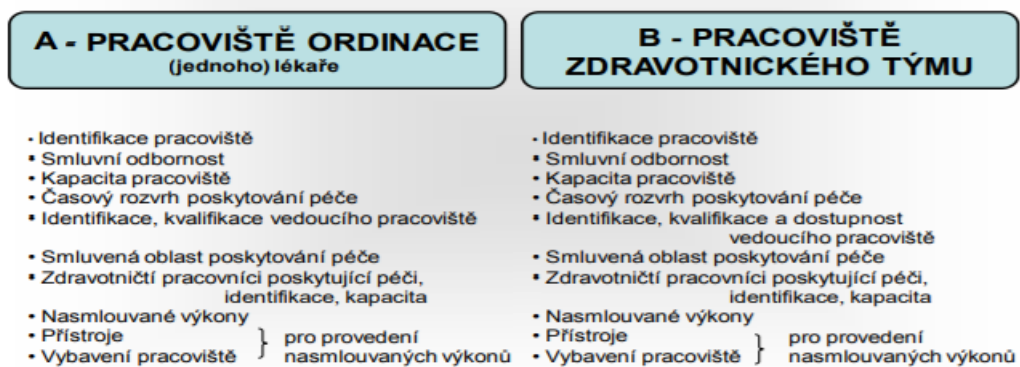 A - PRACOVIŠTĚ ORDINACE
(jednoho) lékaře
• Identifikace pracoviště
• Smluvní odbornost
• Kapacita pracoviště
• Časový rozvrh poskytování péče
• Identifikace, kvalifikace vedoucího pracoviště
• Smluvená oblast poskytování péče
• Zdravotničtí pracovníci poskytující péči,
identifikace, kapacita
• Nasmlouvané výkony
• Přístroje } pro provedení
• Vybavení pracoviště nasmlouvaných výkonů
B - PRACOVIŠTĚ
ZDRAVOTNICKÉHO TÝMU
• Identifikace pracoviště
• Smluvní odbornost
• Kapacita pracoviště
• Časový rozvrh poskytování péče
• Identifikace, kvalifikace a dostupnost
vedoucího pracoviště
• Smluvená oblast poskytování péče
• Zdravotničtí pracovníci poskytující péči,
identifikace, kapacita
• Nasmlouvané výkony
• Přístroje } pro provedení
• Vybavení pracoviště nasmlouvaných výkonů